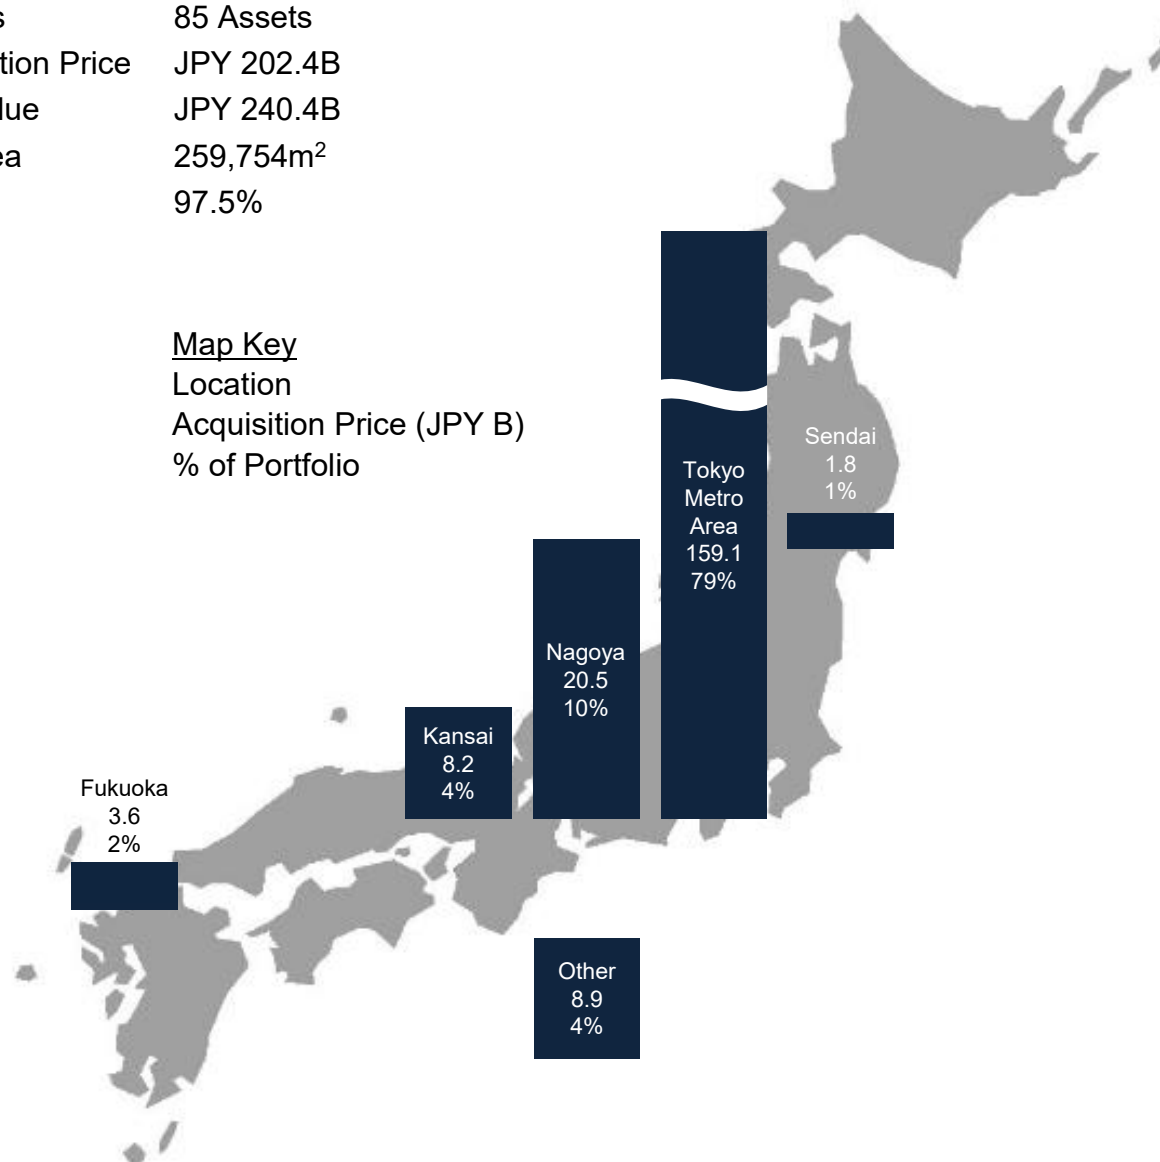 85 Assets
tion Price JPY 202.4B
lue JPY 240.4B
ea 259,754m²
97.5%
Map Key
Location
Acquisition Price (JPY B)
% of Portfolio
Sendai
1.8
1%
Tokyo
Metro
Area
159.1
79%
Nagoya
20.5
10%
Kansai
8.2
4%
Fukuoka
3.6
2%
Other
8.9
4%